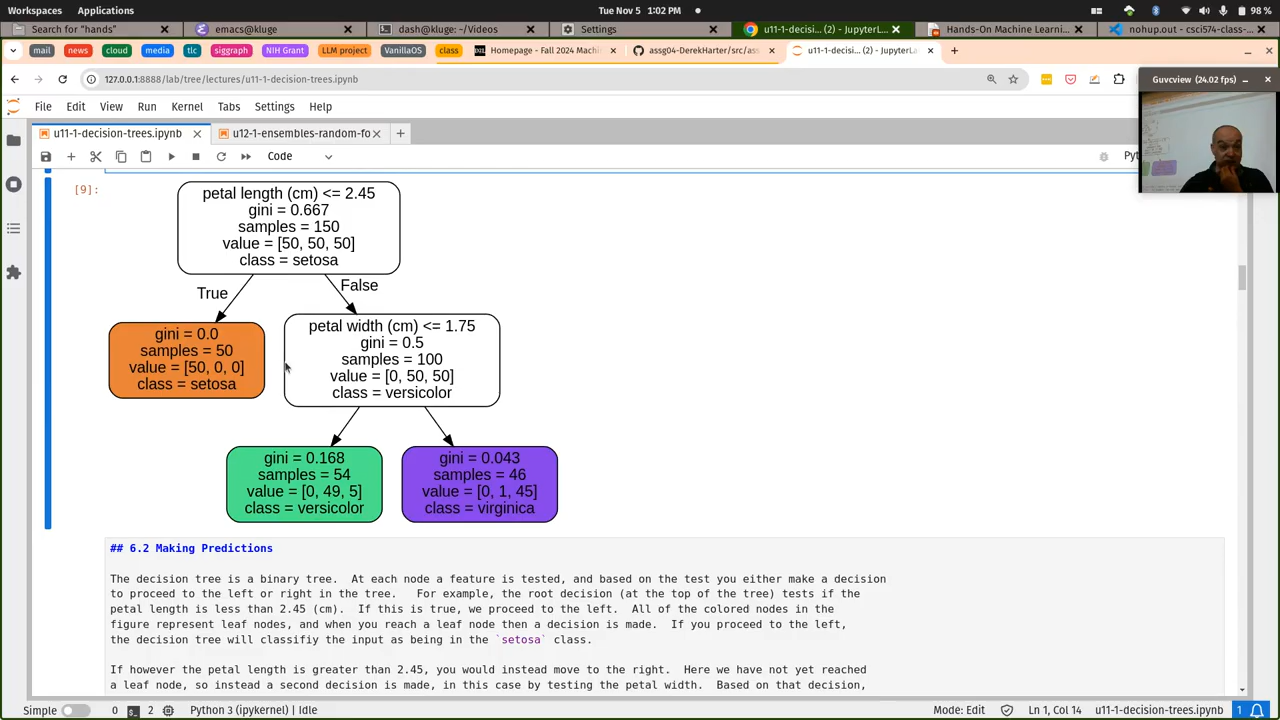 Workspaces Applications Tue Nov 5 1:02 PM 98 %
Search for "hands" emacs@kluge dash@kluge: ~/Videos Settings u11-1-decisi... (2) - JupyterL... Hands-On Machine Learni... nohup.out - csci574-class-...
mail news cloud media tlc siggraph NIH Grant LLM project VanillaOS class Homepage - Fall 2024 Machin assg04-DerekHarter/src/ass u11-1-decisi... (2) - JupyterL
127.0.0.1:8888/lab/tree/lectures/u11-1-decision-trees.ipynb
Guvcview (24.02 fps)
File Edit View Run Kernel Tabs Settings Help
u11-1-decision-trees.ipynb u12-1-ensembles-random-fo
Code
[9]:
petal length (cm) <= 2.45
gini = 0.667
samples = 150
value = [50, 50, 50]
class = setosa
True
False
gini = 0.0
samples = 50
value = [50, 0, 0]
class = setosa
petal width (cm) <= 1.75
gini = 0.5
samples = 100
value = [0, 50, 50]
class = versicolor
gini = 0.168
samples = 54
value = [0, 49, 5]
class = versicolor
gini = 0.043
samples = 46
value = [0, 1, 45]
class = virginica
## 6.2 Making Predictions
The decision tree is a binary tree. At each node a feature is tested, and based on the test you either make a decision
to proceed to the left or right in the tree. For example, the root decision (at the top of the tree) tests if the
petal length is less than 2.45 (cm). If this is true, we proceed to the left. All of the colored nodes in the
figure represent leaf nodes, and when you reach a leaf node then a decision is made. If you proceed to the left,
the decision tree will classifiy the input as being in the `setosa` class.
If however the petal length is greater than 2.45, you would instead move to the right. Here we have not yet reached
a leaf node, so instead a second decision is made, in this case by testing the petal width. Based on that decision,
Simple 0 2 Python 3 (ipykernel) | Idle Mode: Edit Ln 1, Col 14 u11-1-decision-trees.ipynb 1